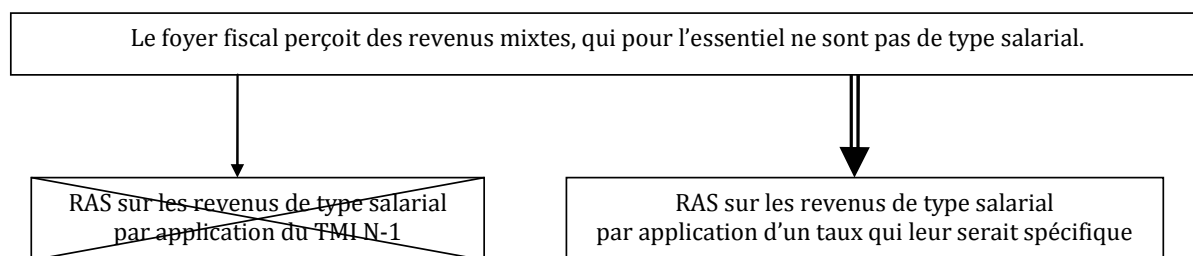 Le foyer fiscal perçoit des revenus mixtes, qui pour l’essentiel ne sont pas de type salarial.
RAS sur les revenus de type salarial
par application du TMI N-1
RAS sur les revenus de type salarial
par application d’un taux qui leur serait spécifique